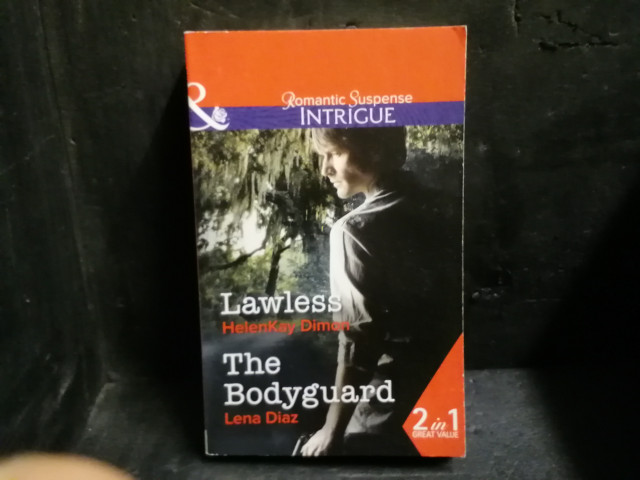 &
Romantic Suspense
INTRIGUE
Lawless
HelenKay Dimon
The
Bodyguard
Lena Diaz
2 in 1
GREAT VALUE